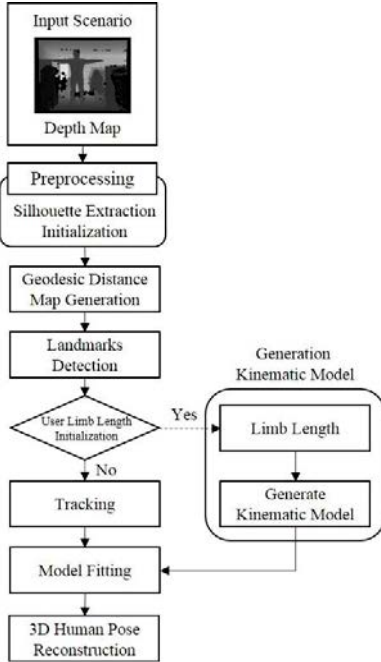 Input Scenario
Depth Map
Preprocessing
Silhouette Extraction
Initialization
Geodesic Distance
Map Generation
Landmarks
Detection
User Limb Length
Initialization
Yes
No
Generation
Kinematic Model
Limb Length
Generate
Kinematic Model
Tracking
Model Fitting
3D Human Pose
Reconstruction